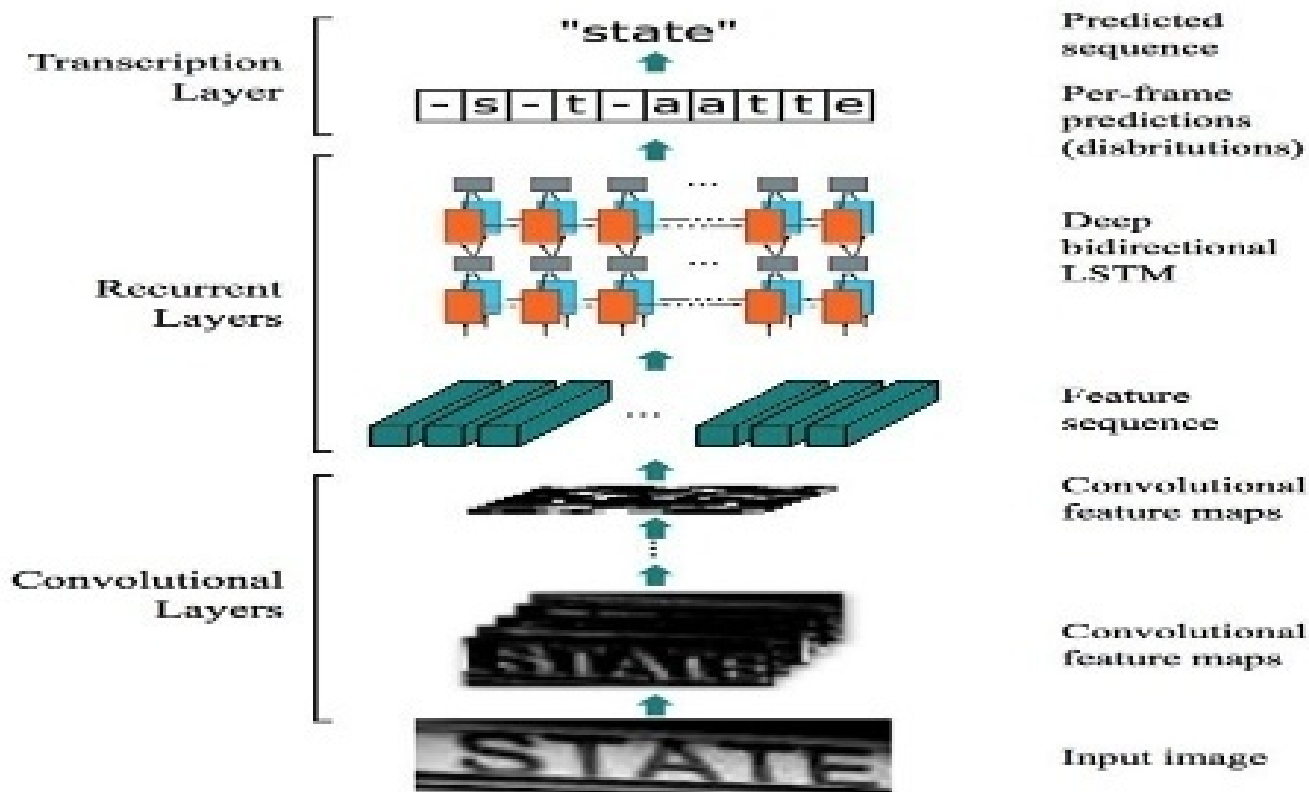 "state"
Predicted
sequence
Transcription
Layer
- s - t - a a t t e
Per-frame
predictions
(disbritutions)
...
Deep
bidirectional
LSTM
...
Recurrent
Layers
...
Feature
sequence
Convolutional
feature maps
Convolutional
Layers
STATE
Convolutional
feature maps
STATE
Input image